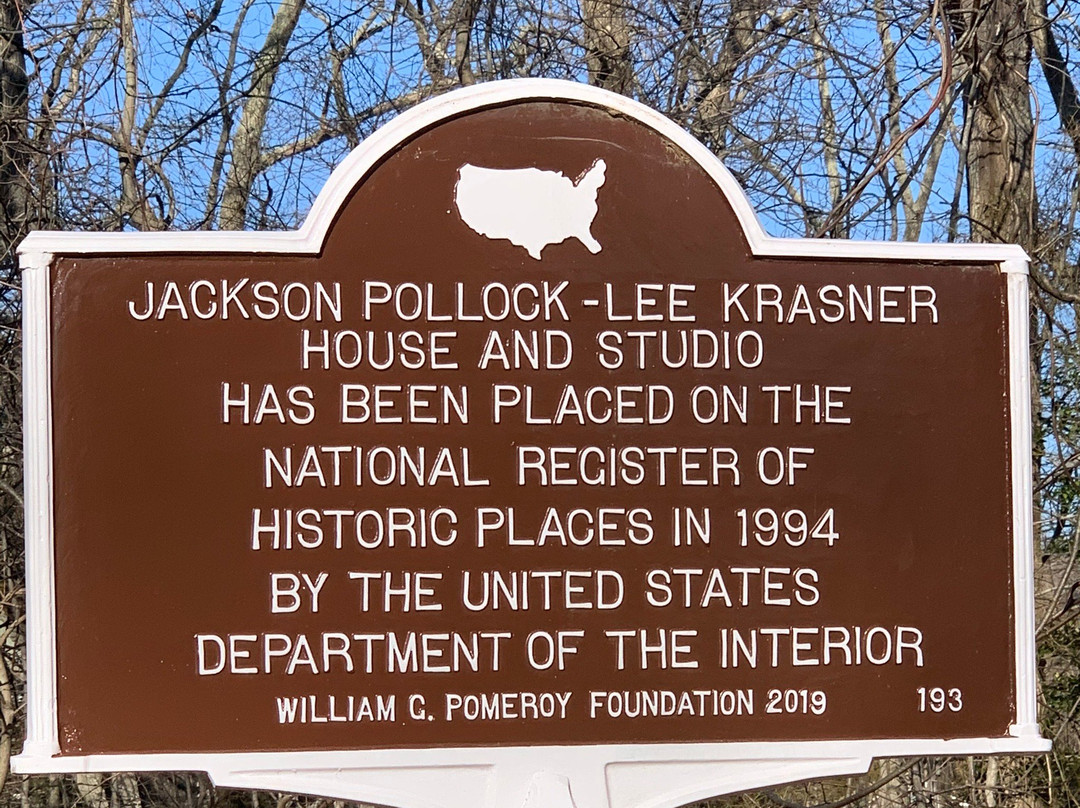 JACKSON POLLOCK - LEE KRASNER
HOUSE AND STUDIO
HAS BEEN PLACED ON THE
NATIONAL REGISTER OF
HISTORIC PLACES IN 1994
BY THE UNITED STATES
DEPARTMENT OF THE INTERIOR
WILLIAM G. POMEROY FOUNDATION 2019 193